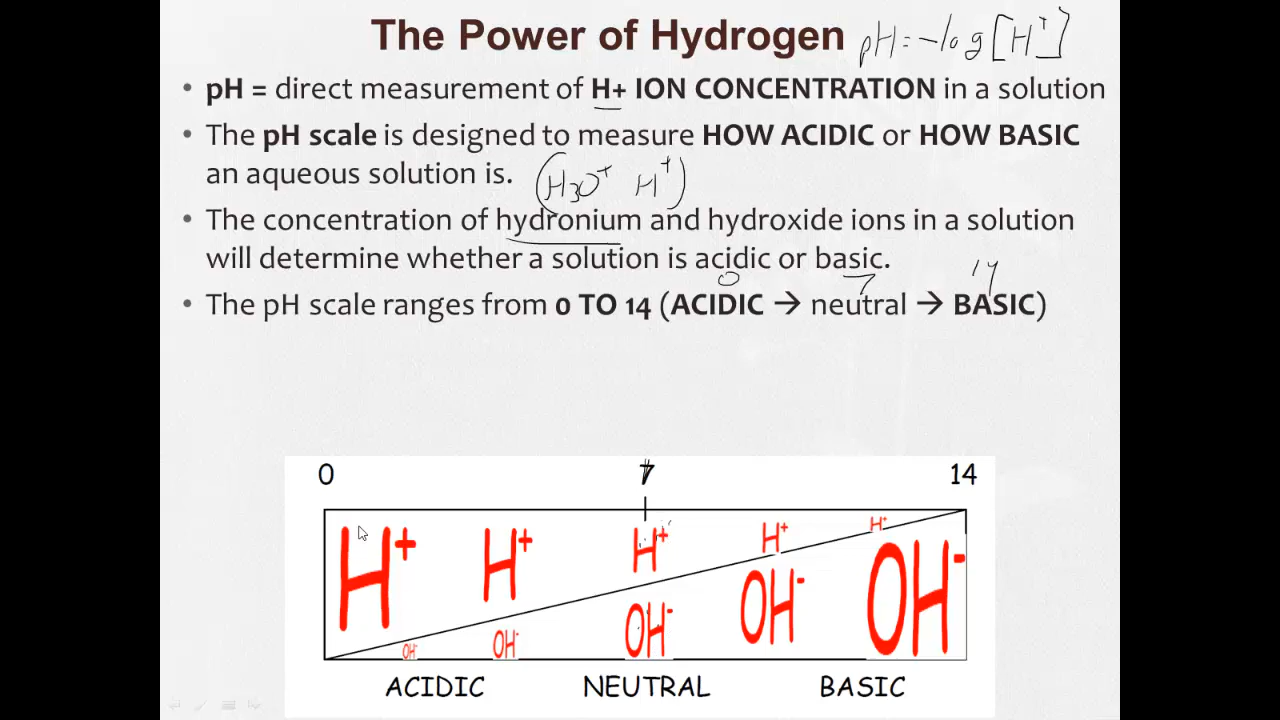 The Power of Hydrogen pH = -log[H+]
• pH = direct measurement of H+ ION CONCENTRATION in a solution
• The pH scale is designed to measure HOW ACIDIC or HOW BASIC
an aqueous solution is. (H3O+ H+)
• The concentration of hydronium and hydroxide ions in a solution
will determine whether a solution is acidic or basic.
0 7 14
• The pH scale ranges from 0 TO 14 (ACIDIC → neutral → BASIC)
0 7 14
H+ H+ H+ H+ H+
OH- OH- OH- OH- OH-
ACIDIC NEUTRAL BASIC